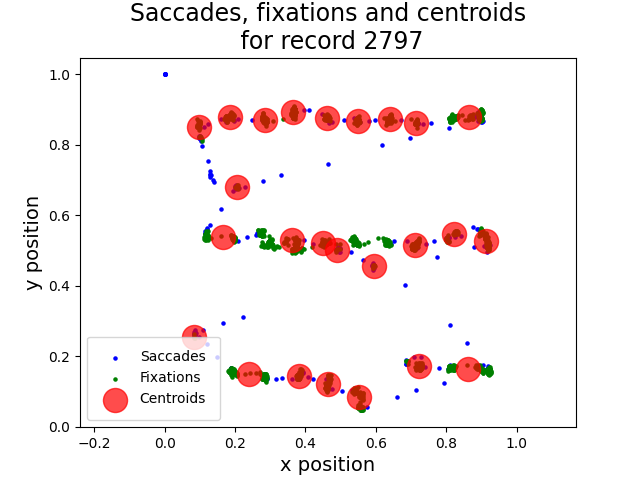 Saccades, fixations and centroids
for record 2797
1.0
0.8
0.6
0.4
0.2
0.0
y position
Saccades
Fixations
Centroids
−0.2
0.0
0.2
0.4
0.6
0.8
1.0
x position